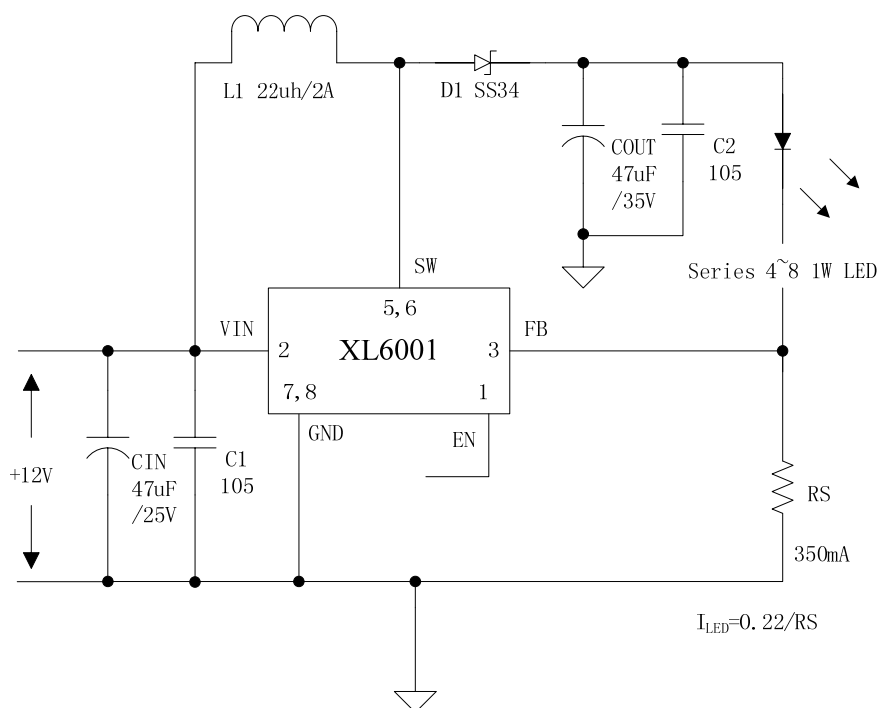 L1 22uh/2A
D1 SS34
COUT
47uF
/35V
C2
105
SW
Series 4~8 1W LED
5,6
VIN
FB
2
XL6001
3
7,8
1
GND
EN
+12V
CIN
47uF
/25V
C1
105
RS
350mA
ILED=0.22/RS